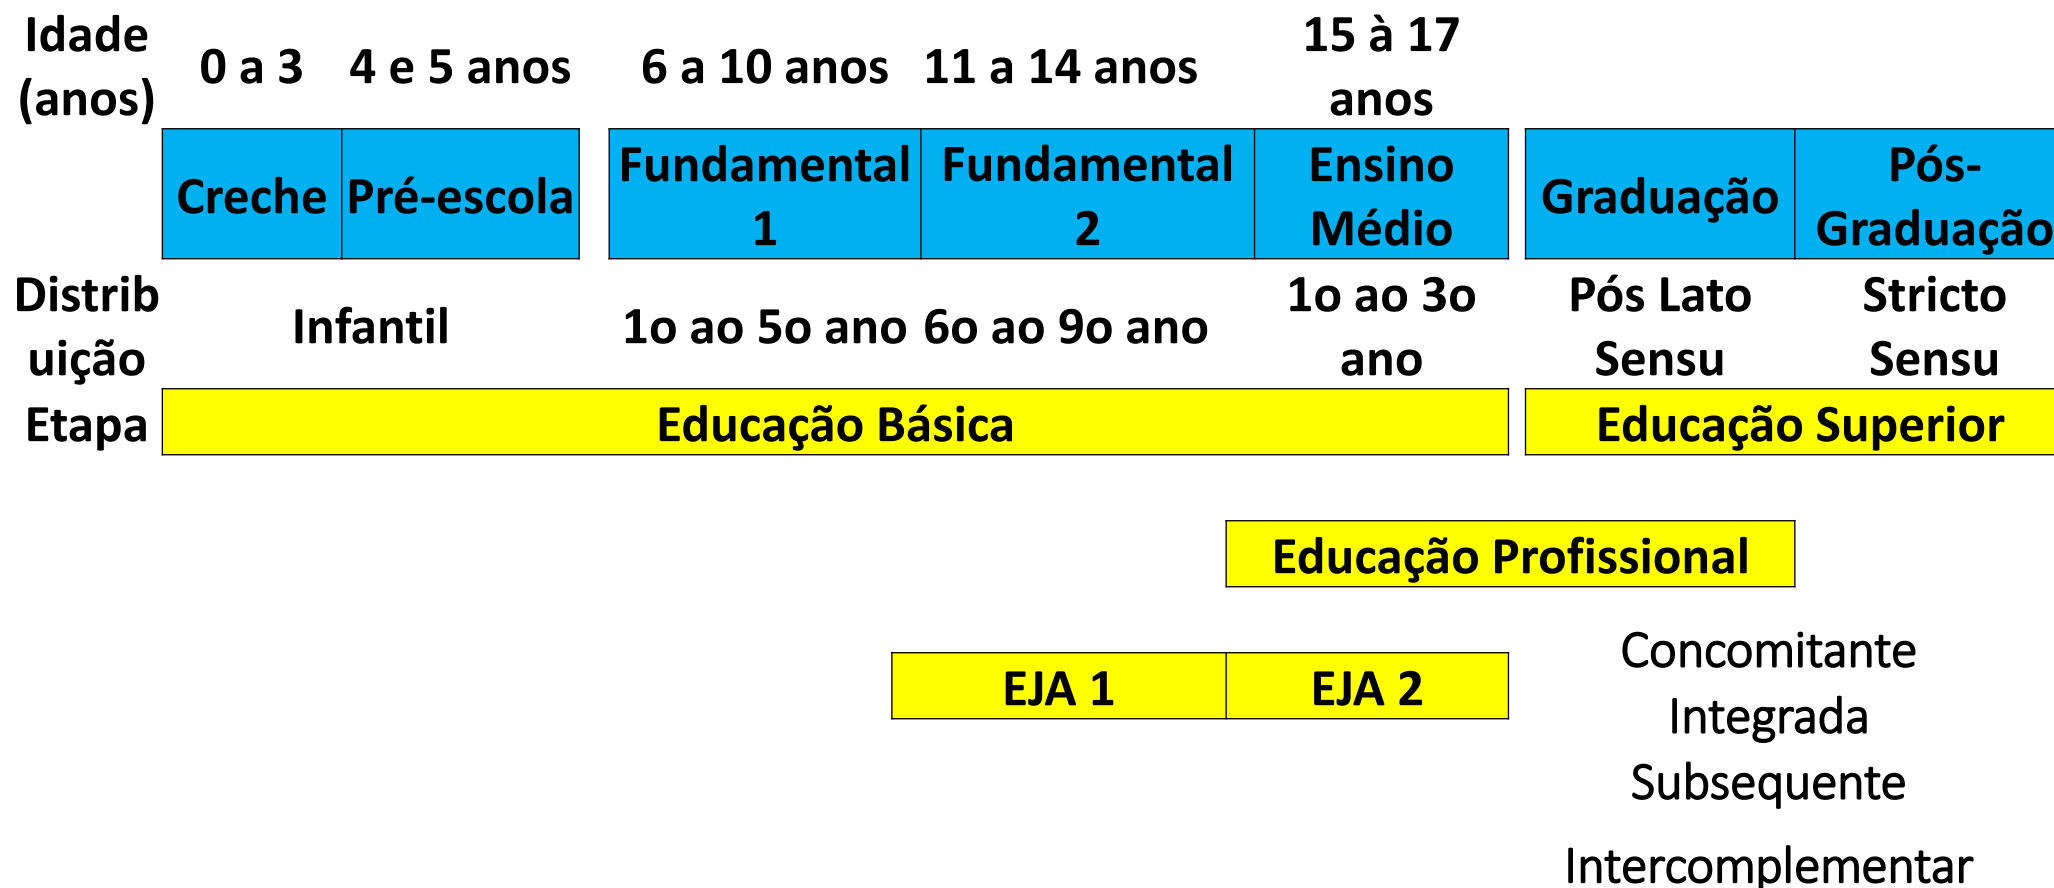 Idade (anos) 0 a 3 4 e 5 anos 6 a 10 anos 11 a 14 anos 15 à 17 anos
Creche Pré-escola Fundamental 1 Fundamental 2 Ensino Médio Graduação Pós-Graduação
Distribuição Infantil 1o ao 5o ano 6o ao 9o ano 1o ao 3o ano Pós Lato Sensu Stricto Sensu
Etapa Educação Básica Educação Superior
Educação Profissional
EJA 1 EJA 2
Concomitante
Integrada
Subsequente
Intercomplementar